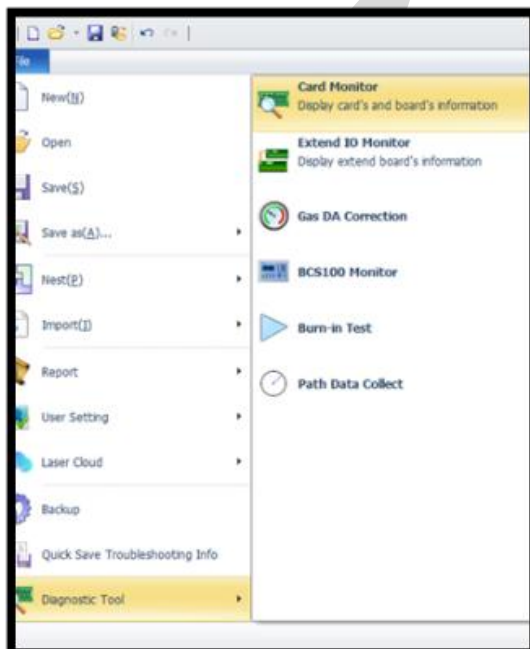 File
New(N)
Open
Save(S)
Save as(A)...
Nest(P)
Import(I)
Report
User Setting
Laser Cloud
Backup
Quick Save Troubleshooting Info
Diagnostic Tool
Card Monitor
Display card's and board's information
Extend IO Monitor
Display extend board's information
Gas DA Correction
BCS100 Monitor
Burn-in Test
Path Data Collect